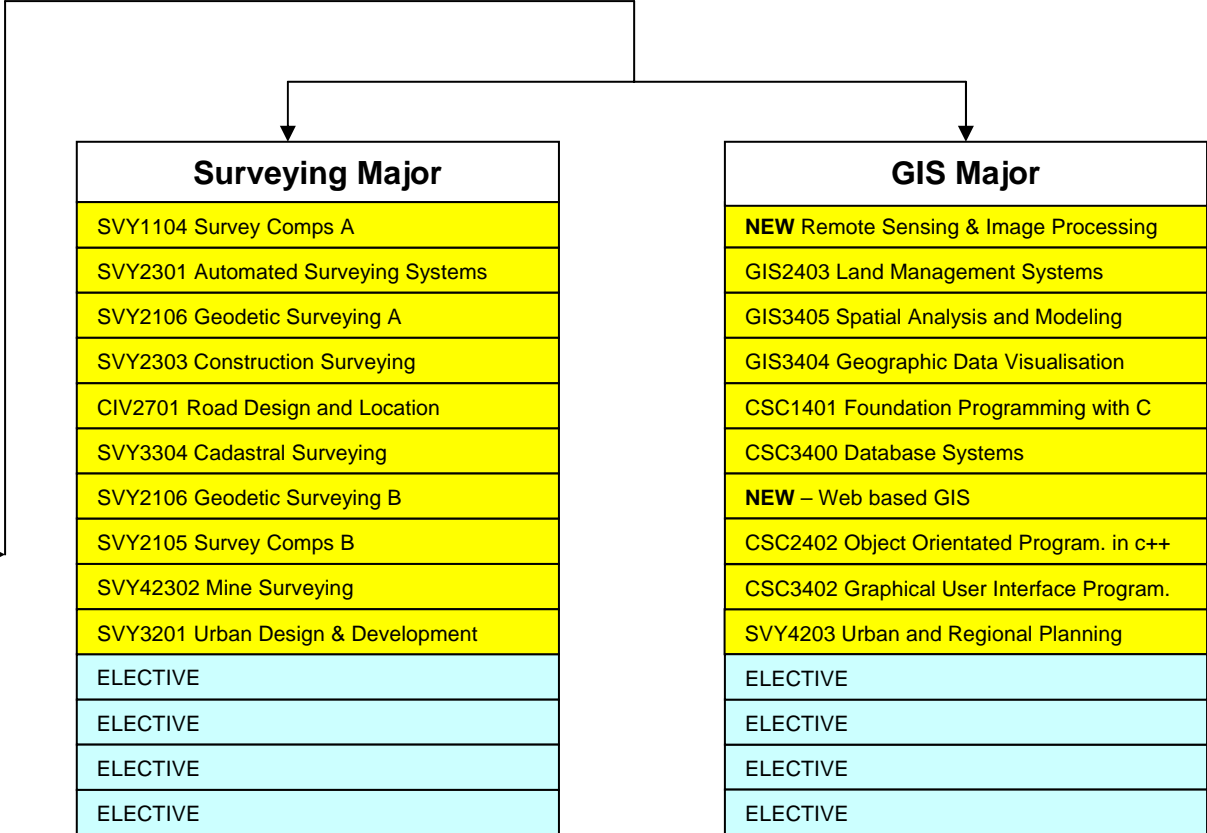 Surveying Major
SVY1104 Survey Comps A
SVY2301 Automated Surveying Systems
SVY2106 Geodetic Surveying A
SVY2303 Construction Surveying
CIV2701 Road Design and Location
SVY3304 Cadastral Surveying
SVY2106 Geodetic Surveying B
SVY2105 Survey Comps B
SVY42302 Mine Surveying
SVY3201 Urban Design & Development
ELECTIVE
ELECTIVE
ELECTIVE
ELECTIVE
GIS Major
NEW Remote Sensing & Image Processing
GIS2403 Land Management Systems
GIS3405 Spatial Analysis and Modeling
GIS3404 Geographic Data Visualisation
CSC1401 Foundation Programming with C
CSC3400 Database Systems
NEW – Web based GIS
CSC2402 Object Orientated Program. in c++
CSC3402 Graphical User Interface Program.
SVY4203 Urban and Regional Planning
ELECTIVE
ELECTIVE
ELECTIVE
ELECTIVE